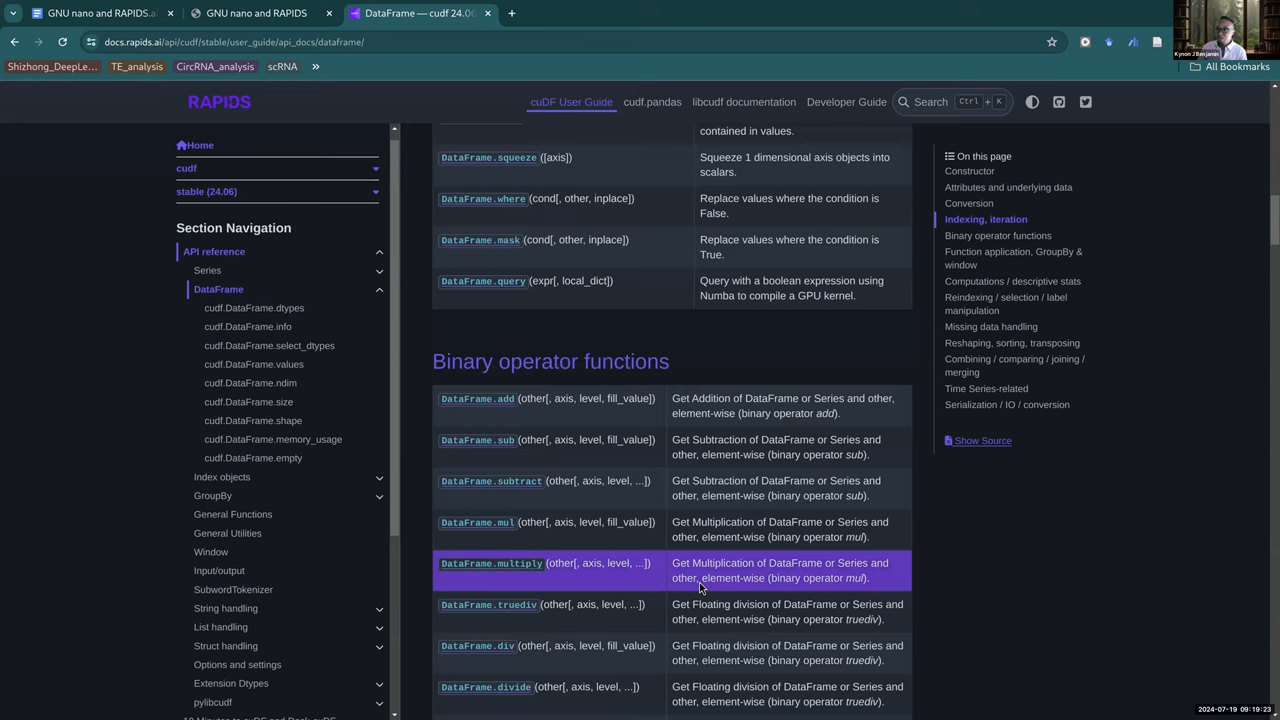 GNU nano and RAPIDS.a
GNU nano and RAPIDS
DataFrame — cudf 24.06
docs.rapids.ai/api/cudf/stable/user_guide/api_docs/dataframe/
Shizhong_DeepLe...
TE_analysis
CircRNA_analysis
scRNA
All Bookmarks
Kynon J Benjamin
RAPIDS
cuDF User Guide
cudf.pandas
libcudf documentation
Developer Guide
Search Ctrl + K
Home
cudf
stable (24.06)
Section Navigation
API reference
Series
DataFrame
cudf.DataFrame.dtypes
cudf.DataFrame.info
cudf.DataFrame.select_dtypes
cudf.DataFrame.values
cudf.DataFrame.ndim
cudf.DataFrame.size
cudf.DataFrame.shape
cudf.DataFrame.memory_usage
cudf.DataFrame.empty
Index objects
GroupBy
General Functions
General Utilities
Window
Input/output
SubwordTokenizer
String handling
List handling
Struct handling
Options and settings
Extension Dtypes
pylibcudf
contained in values.
DataFrame.squeeze ([axis])
Squeeze 1 dimensional axis objects into
scalars.
DataFrame.where (cond[, other, inplace])
Replace values where the condition is
False.
DataFrame.mask (cond[, other, inplace])
Replace values where the condition is
True.
DataFrame.query (expr[, local_dict])
Query with a boolean expression using
Numba to compile a GPU kernel.
Binary operator functions
DataFrame.add (other[, axis, level, fill_value])
Get Addition of DataFrame or Series and other,
element-wise (binary operator add).
DataFrame.sub (other[, axis, level, fill_value])
Get Subtraction of DataFrame or Series and
other, element-wise (binary operator sub).
DataFrame.subtract (other[, axis, level, ...])
Get Subtraction of DataFrame or Series and
other, element-wise (binary operator sub).
DataFrame.mul (other[, axis, level, fill_value])
Get Multiplication of DataFrame or Series and
other, element-wise (binary operator mul).
DataFrame.multiply (other[, axis, level, ...])
Get Multiplication of DataFrame or Series and
other, element-wise (binary operator mul).
DataFrame.truediv (other[, axis, level, ...])
Get Floating division of DataFrame or Series and
other, element-wise (binary operator truediv).
DataFrame.div (other[, axis, level, fill_value])
Get Floating division of DataFrame or Series and
other, element-wise (binary operator truediv).
DataFrame.divide (other[, axis, level, ...])
Get Floating division of DataFrame or Series and
other, element-wise (binary operator truediv).
On this page
Constructor
Attributes and underlying data
Conversion
Indexing, iteration
Binary operator functions
Function application, GroupBy &
window
Computations / descriptive stats
Reindexing / selection / label
manipulation
Missing data handling
Reshaping, sorting, transposing
Combining / comparing / joining /
merging
Time Series-related
Serialization / IO / conversion
Show Source
2024-07-19 09:19:23